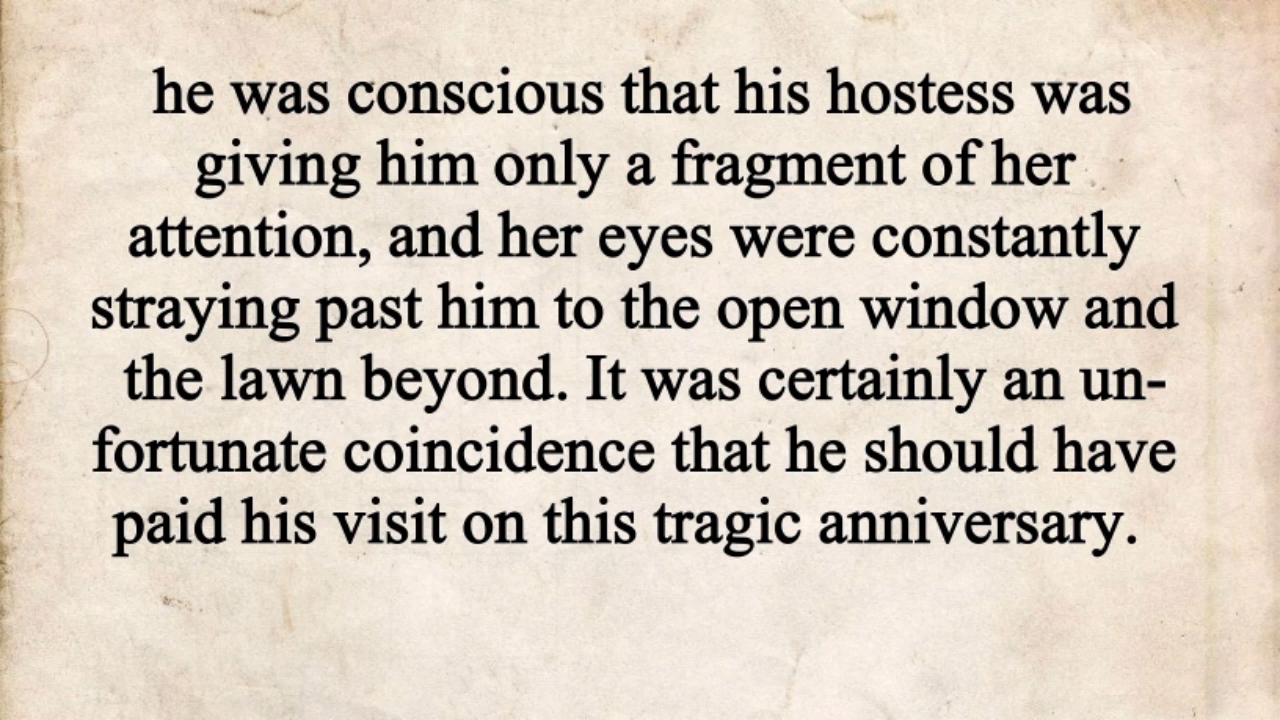 he was conscious that his hostess was
giving him only a fragment of her
attention, and her eyes were constantly
straying past him to the open window and
the lawn beyond. It was certainly an un-
fortunate coincidence that he should have
paid his visit on this tragic anniversary.